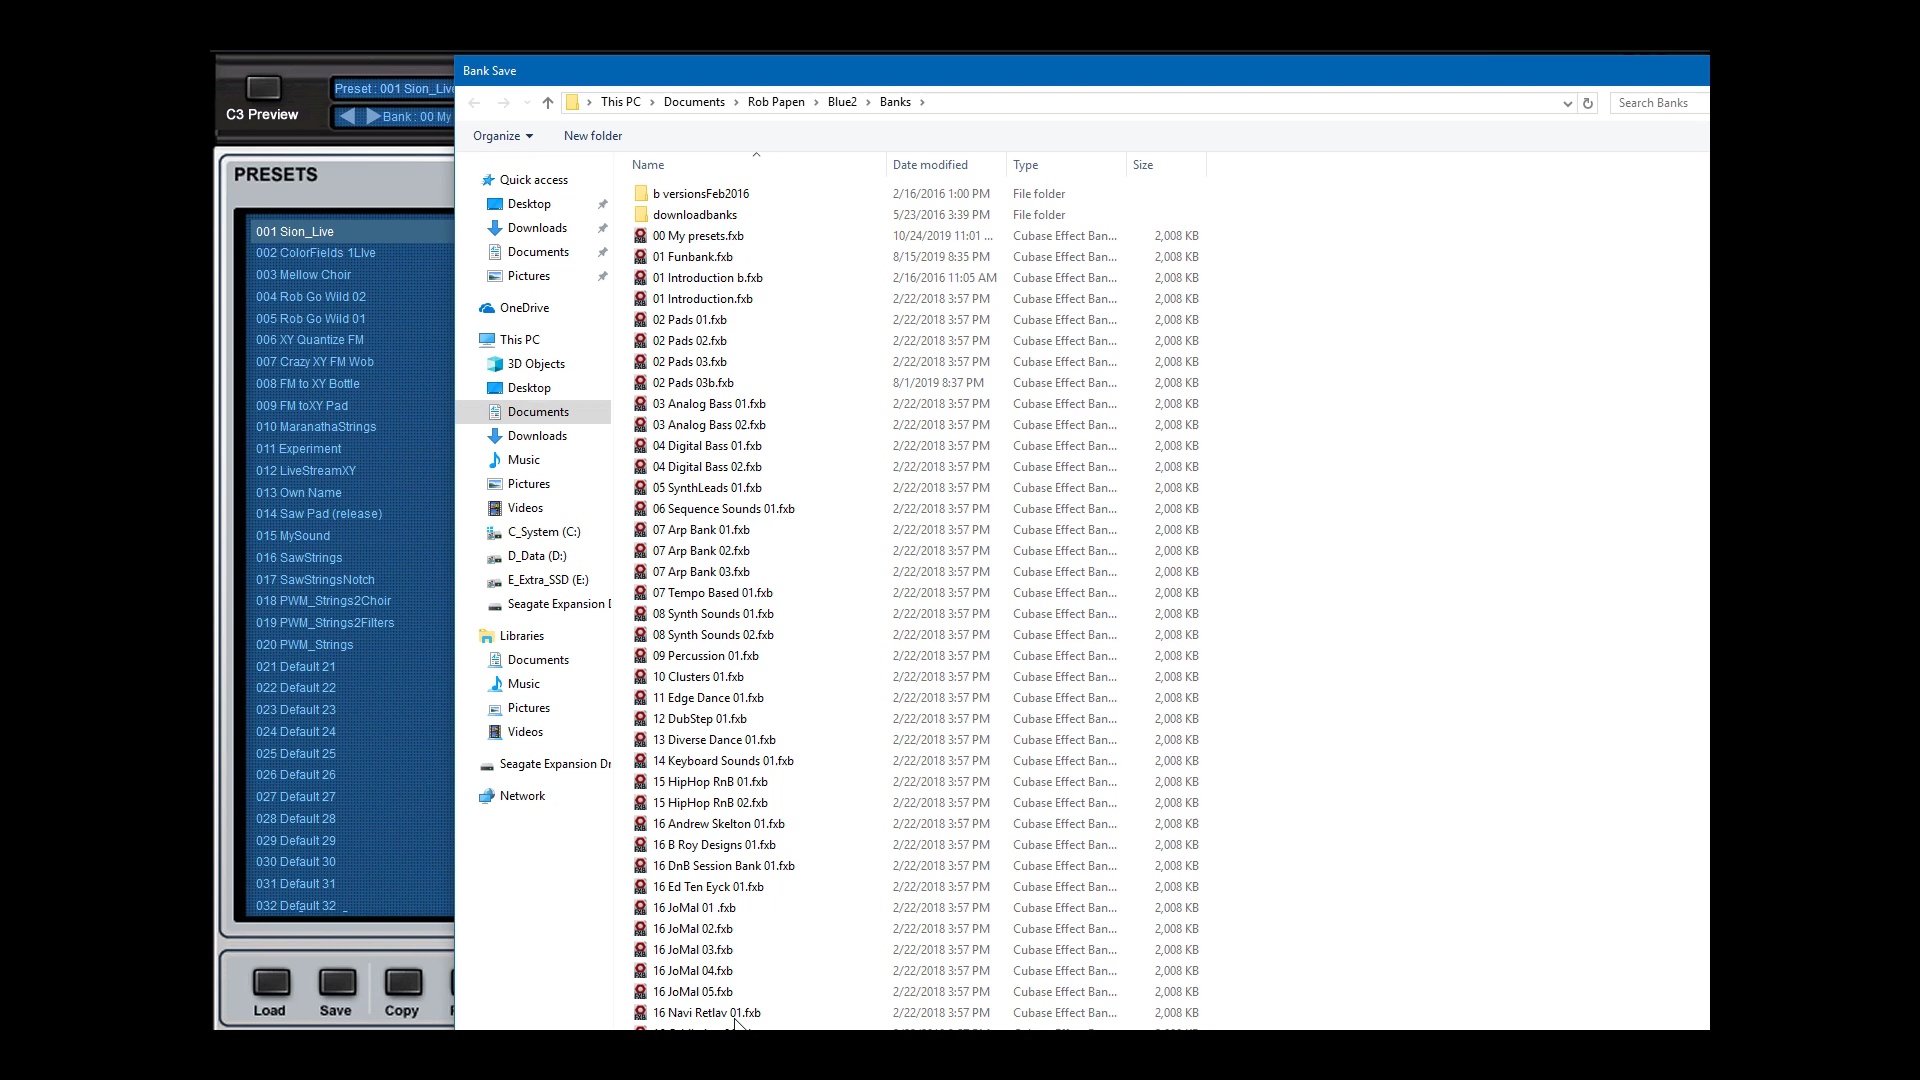 C3 Preview
Preset : 001 Sion_Live
Bank : 00 My
PRESETS
001 Sion_Live
002 ColorFields 1LIve
003 Mellow Choir
004 Rob Go Wild 02
005 Rob Go Wild 01
006 XY Quantize FM
007 Crazy XY FM Wob
008 FM to XY Bottle
009 FM toXY Pad
010 MaranathaStrings
011 Experiment
012 LiveStreamXY
013 Own Name
014 Saw Pad (release)
015 MySound
016 SawStrings
017 SawStringsNotch
018 PWM_Strings2Choir
019 PWM_Strings2Filters
020 PWM_Strings
021 Default 21
022 Default 22
023 Default 23
024 Default 24
025 Default 25
026 Default 26
027 Default 27
028 Default 28
029 Default 29
030 Default 30
031 Default 31
032 Default 32 _
Load Save Copy
Bank Save
This PC > Documents > Rob Papen > Blue2 > Banks >
Search Banks
Organize New folder
Quick access
Desktop
Downloads
Documents
Pictures
OneDrive
This PC
3D Objects
Desktop
Documents
Downloads
Music
Pictures
Videos
C_System (C:)
D_Data (D:)
E_Extra_SSD (E:)
Seagate Expansion D
Libraries
Documents
Music
Pictures
Videos
Seagate Expansion Dr
Network
Name Date modified Type Size
b versionsFeb2016 2/16/2016 1:00 PM File folder
downloadbanks 5/23/2016 3:39 PM File folder
00 My presets.fxb 10/24/2019 11:01 ... Cubase Effect Ban... 2,008 KB
01 Funbank.fxb 8/15/2019 8:35 PM Cubase Effect Ban... 2,008 KB
01 Introduction b.fxb 2/16/2016 11:05 AM Cubase Effect Ban... 2,008 KB
01 Introduction.fxb 2/22/2018 3:57 PM Cubase Effect Ban... 2,008 KB
02 Pads 01.fxb 2/22/2018 3:57 PM Cubase Effect Ban... 2,008 KB
02 Pads 02.fxb 2/22/2018 3:57 PM Cubase Effect Ban... 2,008 KB
02 Pads 03.fxb 2/22/2018 3:57 PM Cubase Effect Ban... 2,008 KB
02 Pads 03b.fxb 8/1/2019 8:37 PM Cubase Effect Ban... 2,008 KB
03 Analog Bass 01.fxb 2/22/2018 3:57 PM Cubase Effect Ban... 2,008 KB
03 Analog Bass 02.fxb 2/22/2018 3:57 PM Cubase Effect Ban... 2,008 KB
04 Digital Bass 01.fxb 2/22/2018 3:57 PM Cubase Effect Ban... 2,008 KB
04 Digital Bass 02.fxb 2/22/2018 3:57 PM Cubase Effect Ban... 2,008 KB
05 SynthLeads 01.fxb 2/22/2018 3:57 PM Cubase Effect Ban... 2,008 KB
06 Sequence Sounds 01.fxb 2/22/2018 3:57 PM Cubase Effect Ban... 2,008 KB
07 Arp Bank 01.fxb 2/22/2018 3:57 PM Cubase Effect Ban... 2,008 KB
07 Arp Bank 02.fxb 2/22/2018 3:57 PM Cubase Effect Ban... 2,008 KB
07 Arp Bank 03.fxb 2/22/2018 3:57 PM Cubase Effect Ban... 2,008 KB
07 Tempo Based 01.fxb 2/22/2018 3:57 PM Cubase Effect Ban... 2,008 KB
08 Synth Sounds 01.fxb 2/22/2018 3:57 PM Cubase Effect Ban... 2,008 KB
08 Synth Sounds 02.fxb 2/22/2018 3:57 PM Cubase Effect Ban... 2,008 KB
09 Percussion 01.fxb 2/22/2018 3:57 PM Cubase Effect Ban... 2,008 KB
10 Clusters 01.fxb 2/22/2018 3:57 PM Cubase Effect Ban... 2,008 KB
11 Edge Dance 01.fxb 2/22/2018 3:57 PM Cubase Effect Ban... 2,008 KB
12 DubStep 01.fxb 2/22/2018 3:57 PM Cubase Effect Ban... 2,008 KB
13 Diverse Dance 01.fxb 2/22/2018 3:57 PM Cubase Effect Ban... 2,008 KB
14 Keyboard Sounds 01.fxb 2/22/2018 3:57 PM Cubase Effect Ban... 2,008 KB
15 HipHop RnB 01.fxb 2/22/2018 3:57 PM Cubase Effect Ban... 2,008 KB
15 HipHop RnB 02.fxb 2/22/2018 3:57 PM Cubase Effect Ban... 2,008 KB
16 Andrew Skelton 01.fxb 2/22/2018 3:57 PM Cubase Effect Ban... 2,008 KB
16 B Roy Designs 01.fxb 2/22/2018 3:57 PM Cubase Effect Ban... 2,008 KB
16 DnB Session Bank 01.fxb 2/22/2018 3:57 PM Cubase Effect Ban... 2,008 KB
16 Ed Ten Eyck 01.fxb 2/22/2018 3:57 PM Cubase Effect Ban... 2,008 KB
16 JoMal 01 .fxb 2/22/2018 3:57 PM Cubase Effect Ban... 2,008 KB
16 JoMal 02.fxb 2/22/2018 3:57 PM Cubase Effect Ban... 2,008 KB
16 JoMal 03.fxb 2/22/2018 3:57 PM Cubase Effect Ban... 2,008 KB
16 JoMal 04.fxb 2/22/2018 3:57 PM Cubase Effect Ban... 2,008 KB
16 JoMal 05.fxb 2/22/2018 3:57 PM Cubase Effect Ban... 2,008 KB
16 Navi Retlav 01.fxb 2/22/2018 3:57 PM Cubase Effect Ban... 2,008 KB